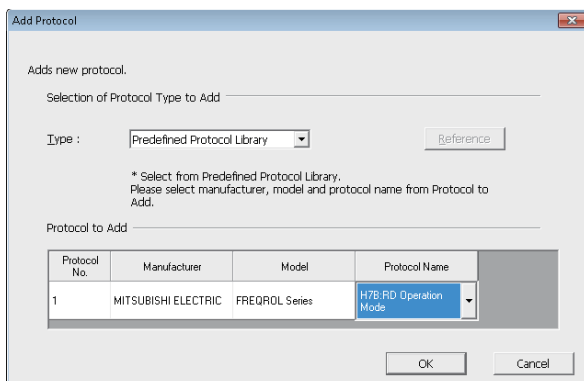 Add Protocol
Adds new protocol.
Selection of Protocol Type to Add
Type :
Predefined Protocol Library
Reference
* Select from Predefined Protocol Library.
Please select manufacturer, model and protocol name from Protocol to
Add.
Protocol to Add
Protocol
No.
Manufacturer
Model
Protocol Name
1
MITSUBISHI ELECTRIC
FREQROL Series
H7B:RD Operation
Mode
OK
Cancel